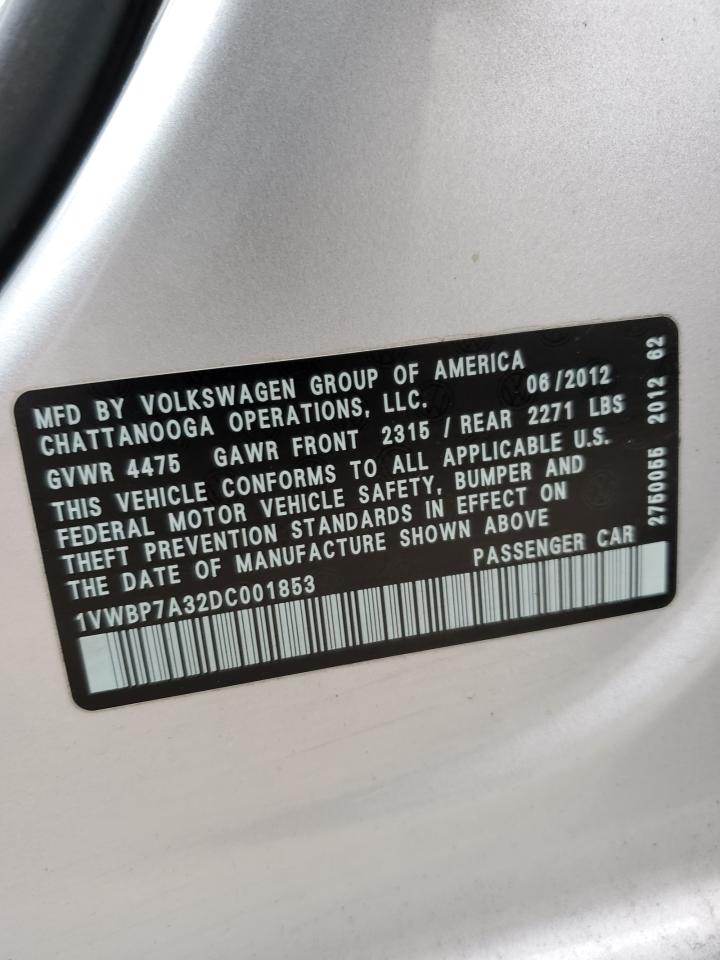 MFD BY VOLKSWAGEN GROUP OF AMERICA
CHATTANOOGA OPERATIONS, LLC. 06/2012
GVWR 4475 GAWR FRONT 2315 / REAR 2271 LBS
THIS VEHICLE CONFORMS TO ALL APPLICABLE U.S.
FEDERAL MOTOR VEHICLE SAFETY, BUMPER AND
THEFT PREVENTION STANDARDS IN EFFECT ON
THE DATE OF MANUFACTURE SHOWN ABOVE
1VWBP7A32DC001853 PASSENGER CAR
2750055 2012 62